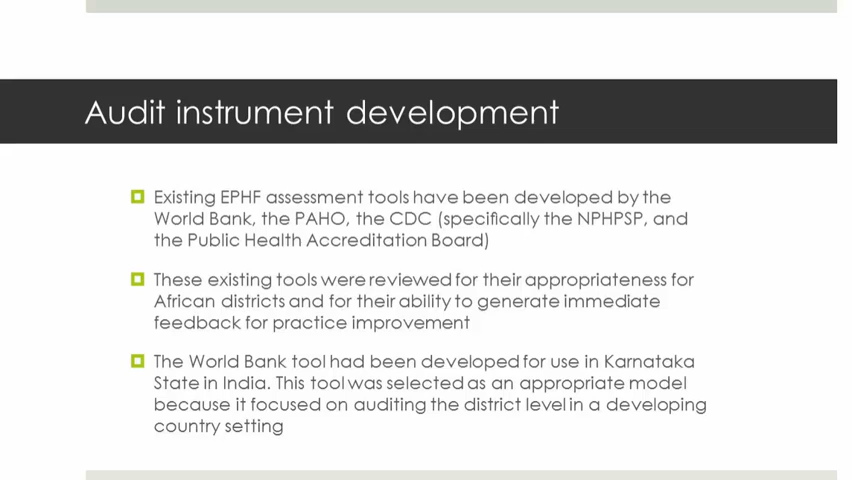 Audit instrument development
Existing EPHF assessment tools have been developed by the
World Bank, the PAHO, the CDC (specifically the NPHPSP, and
the Public Health Accreditation Board)
These existing tools were reviewed for their appropriateness for
African districts and for their ability to generate immediate
feedback for practice improvement
The World Bank tool had been developed for use in Karnataka
State in India. This tool was selected as an appropriate model
because it focused on auditing the district level in a developing
country setting